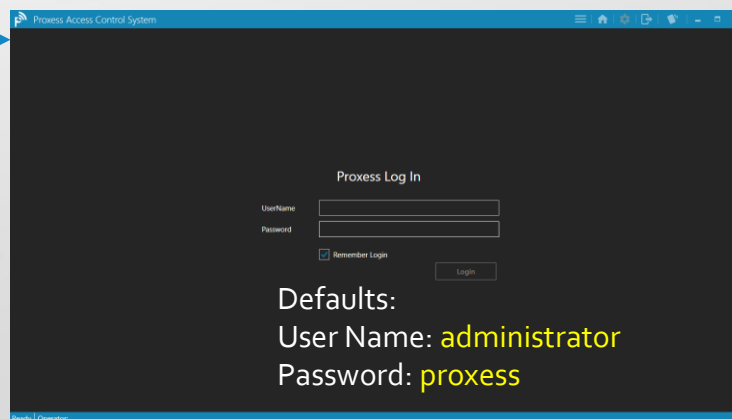 Proxess Access Control System
Proxess Log In
UserName
Password
Remember Login
Login
Defaults:
User Name: administrator
Password: proxess
Ready Operator: